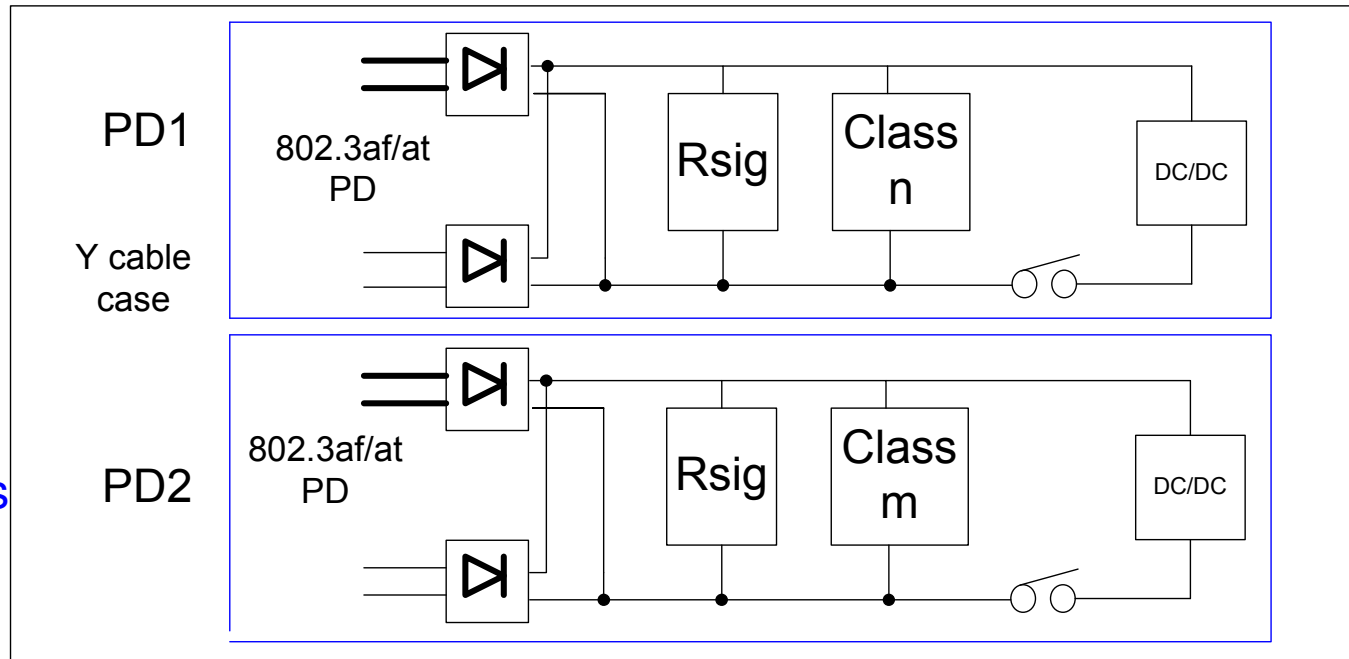 PD1
802.3af/at
PD
Rsig
Class
n
DC/DC
Y cable
case
s
PD2
802.3af/at
PD
Rsig
Class
m
DC/DC